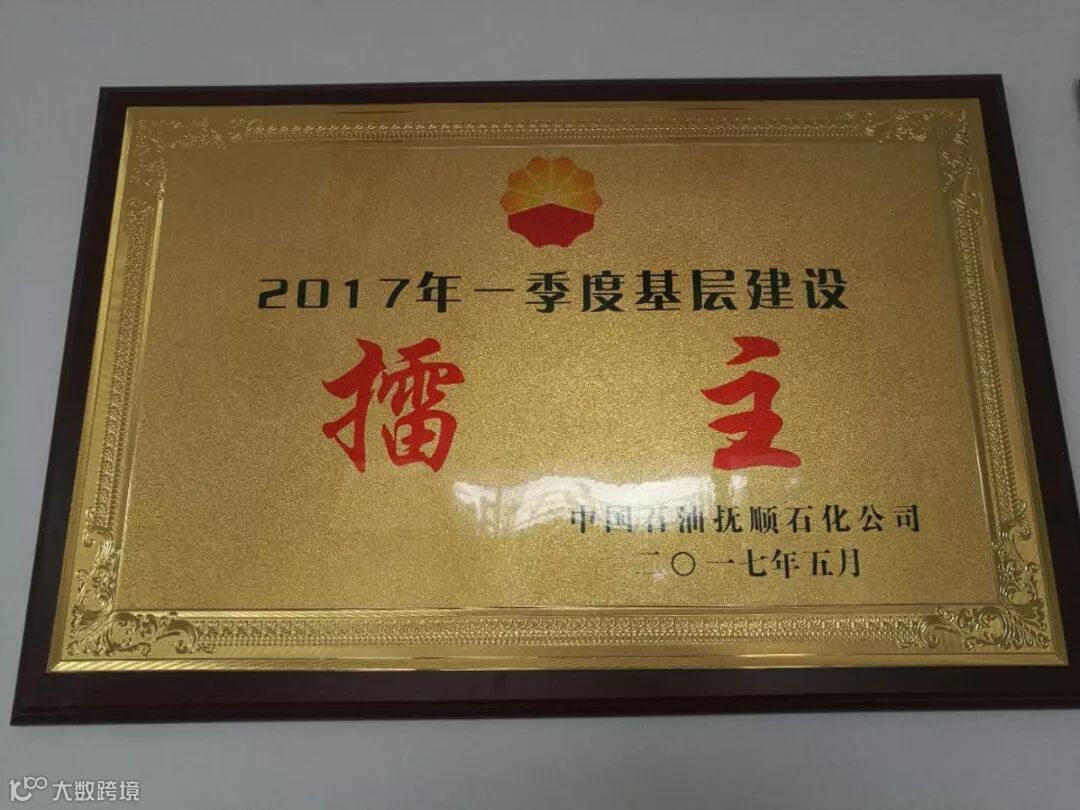 2017年一季度基层建设
擂 主
中国石油抚顺石化公司
二〇一七年五月
大数跨境